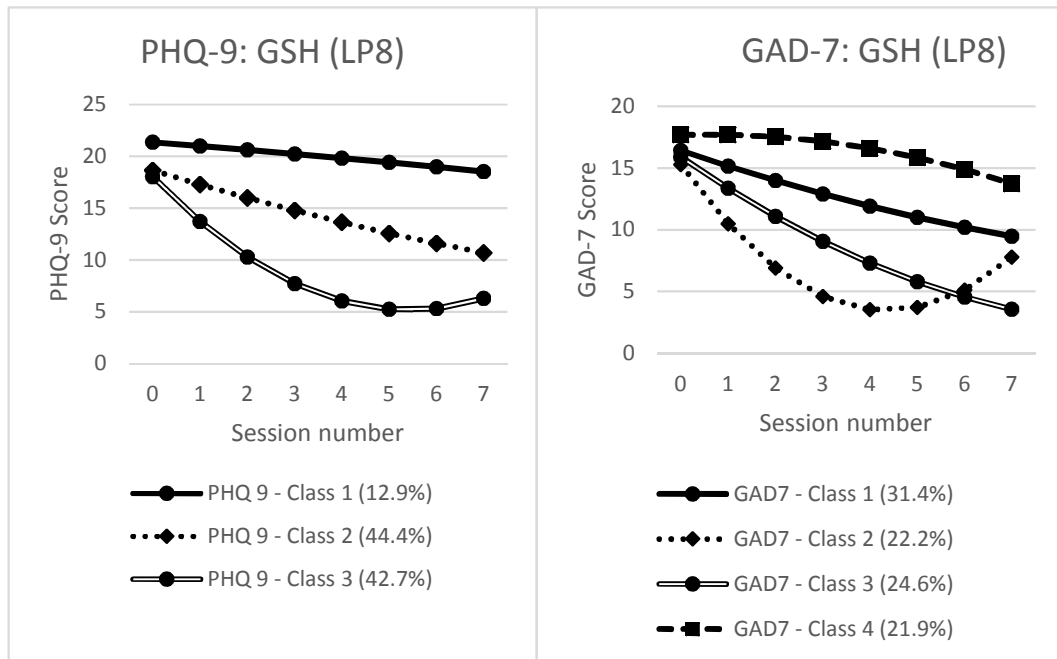 PHQ-9: GSH (LP8)
25
20
15
10
5
0
PHQ-9 Score
0 1 2 3 4 5 6 7
Session number
PHQ 9 - Class 1 (12.9%)
PHQ 9 - Class 2 (44.4%)
PHQ 9 - Class 3 (42.7%)
GAD-7: GSH (LP8)
20
15
10
5
0
GAD-7 Score
0 1 2 3 4 5 6 7
Session number
GAD7 - Class 1 (31.4%)
GAD7 - Class 2 (22.2%)
GAD7 - Class 3 (24.6%)
GAD7 - Class 4 (21.9%)